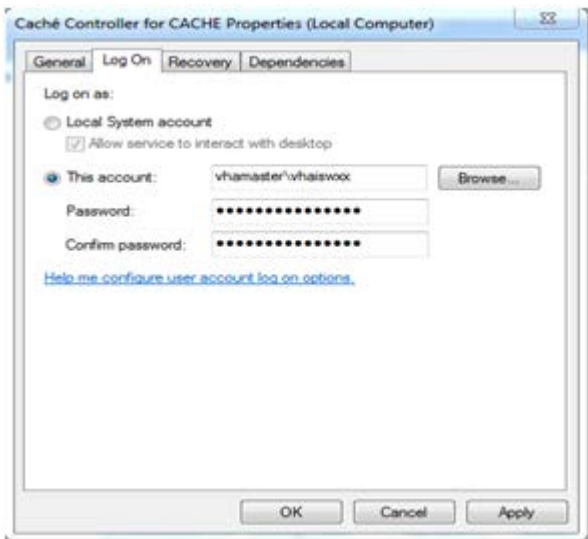 Caché Controller for CACHE Properties (Local Computer)
General Log On Recovery Dependencies
Log on as:
Local System account
Allow service to interact with desktop
This account: vhamaster\vhaiswxx Browse...
Password: •••••••••••••••
Confirm password: •••••••••••••••
Help me configure user account log on options.
OK Cancel Apply